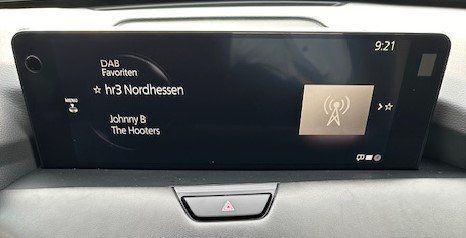 9:21
DAB
Favoriten
☆ hr3 Nordhessen
MENU
Johnny B
The Hooters